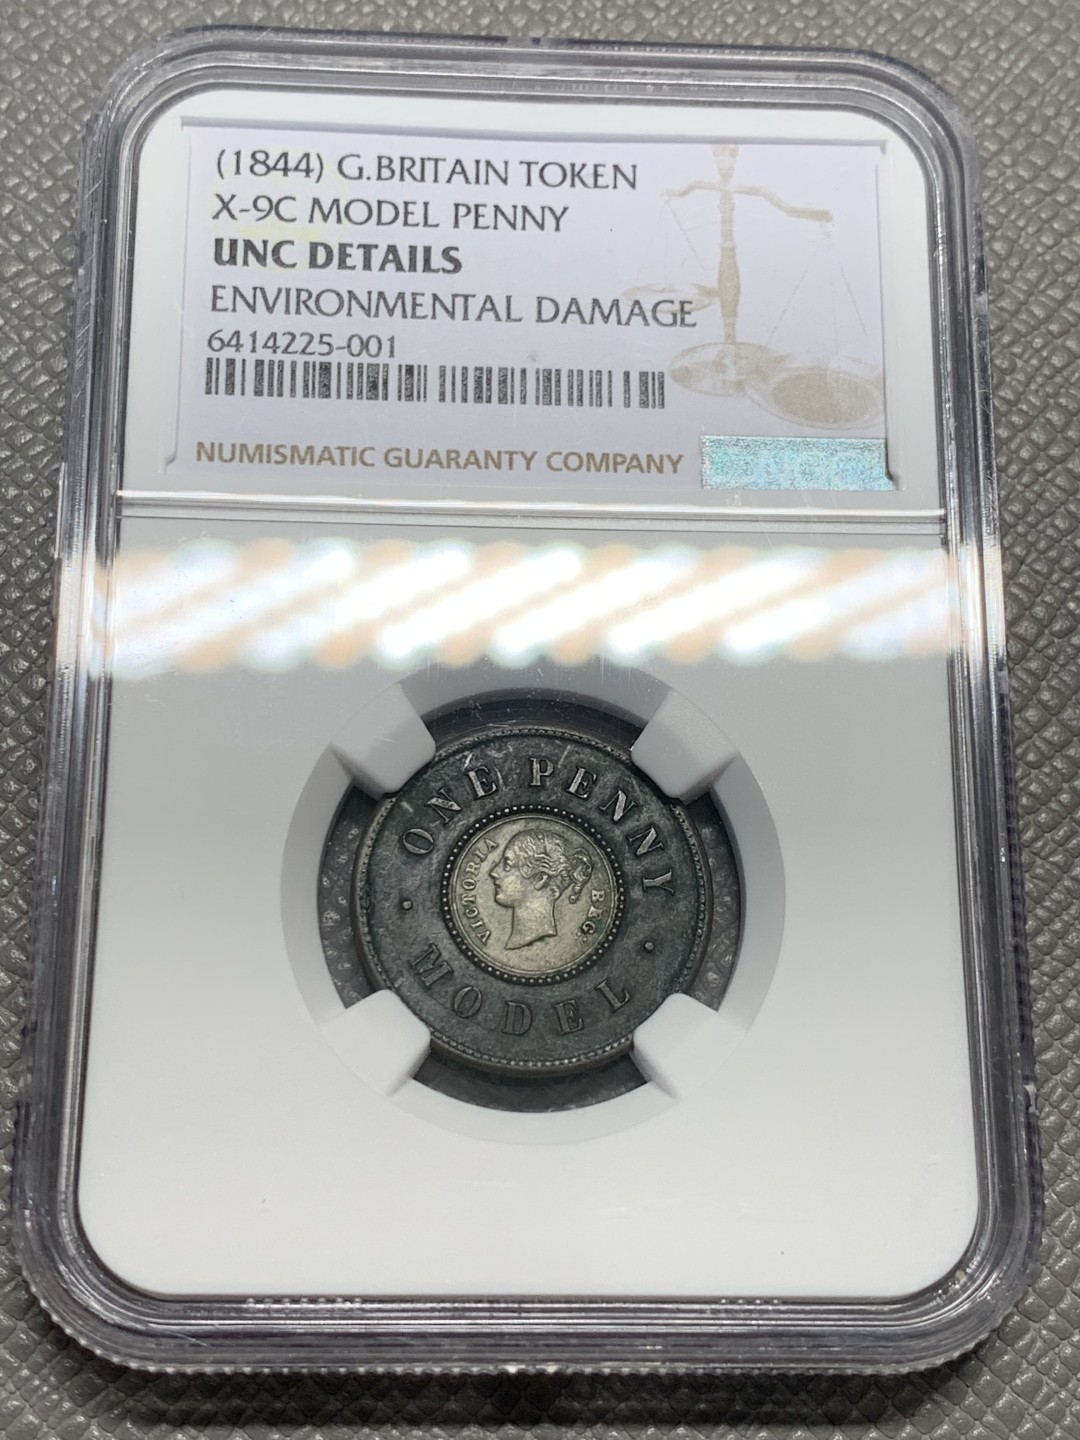 (1844) G.BRITAIN TOKEN
X-9C MODEL PENNY
UNC DETAILS
ENVIRONMENTAL DAMAGE
6414225-001
NUMISMATIC GUARANTY COMPANY
· ONE PENNY ·
MODEL
VICTORIA REG: